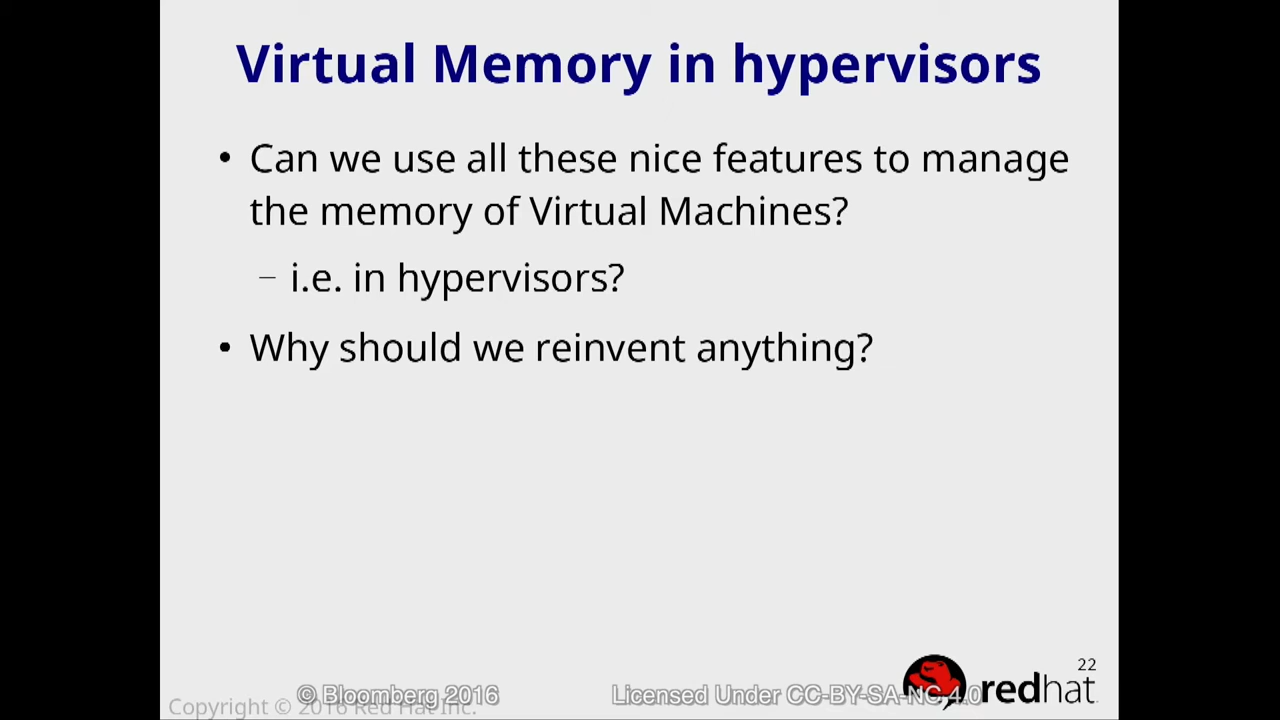 Virtual Memory in hypervisors
• Can we use all these nice features to manage
the memory of Virtual Machines?
– i.e. in hypervisors?
• Why should we reinvent anything?
22
redhat.
Copyright © 2016 Red Hat Inc.
© Bloomberg 2016
Licensed Under CC-BY-SA-NC 4.0